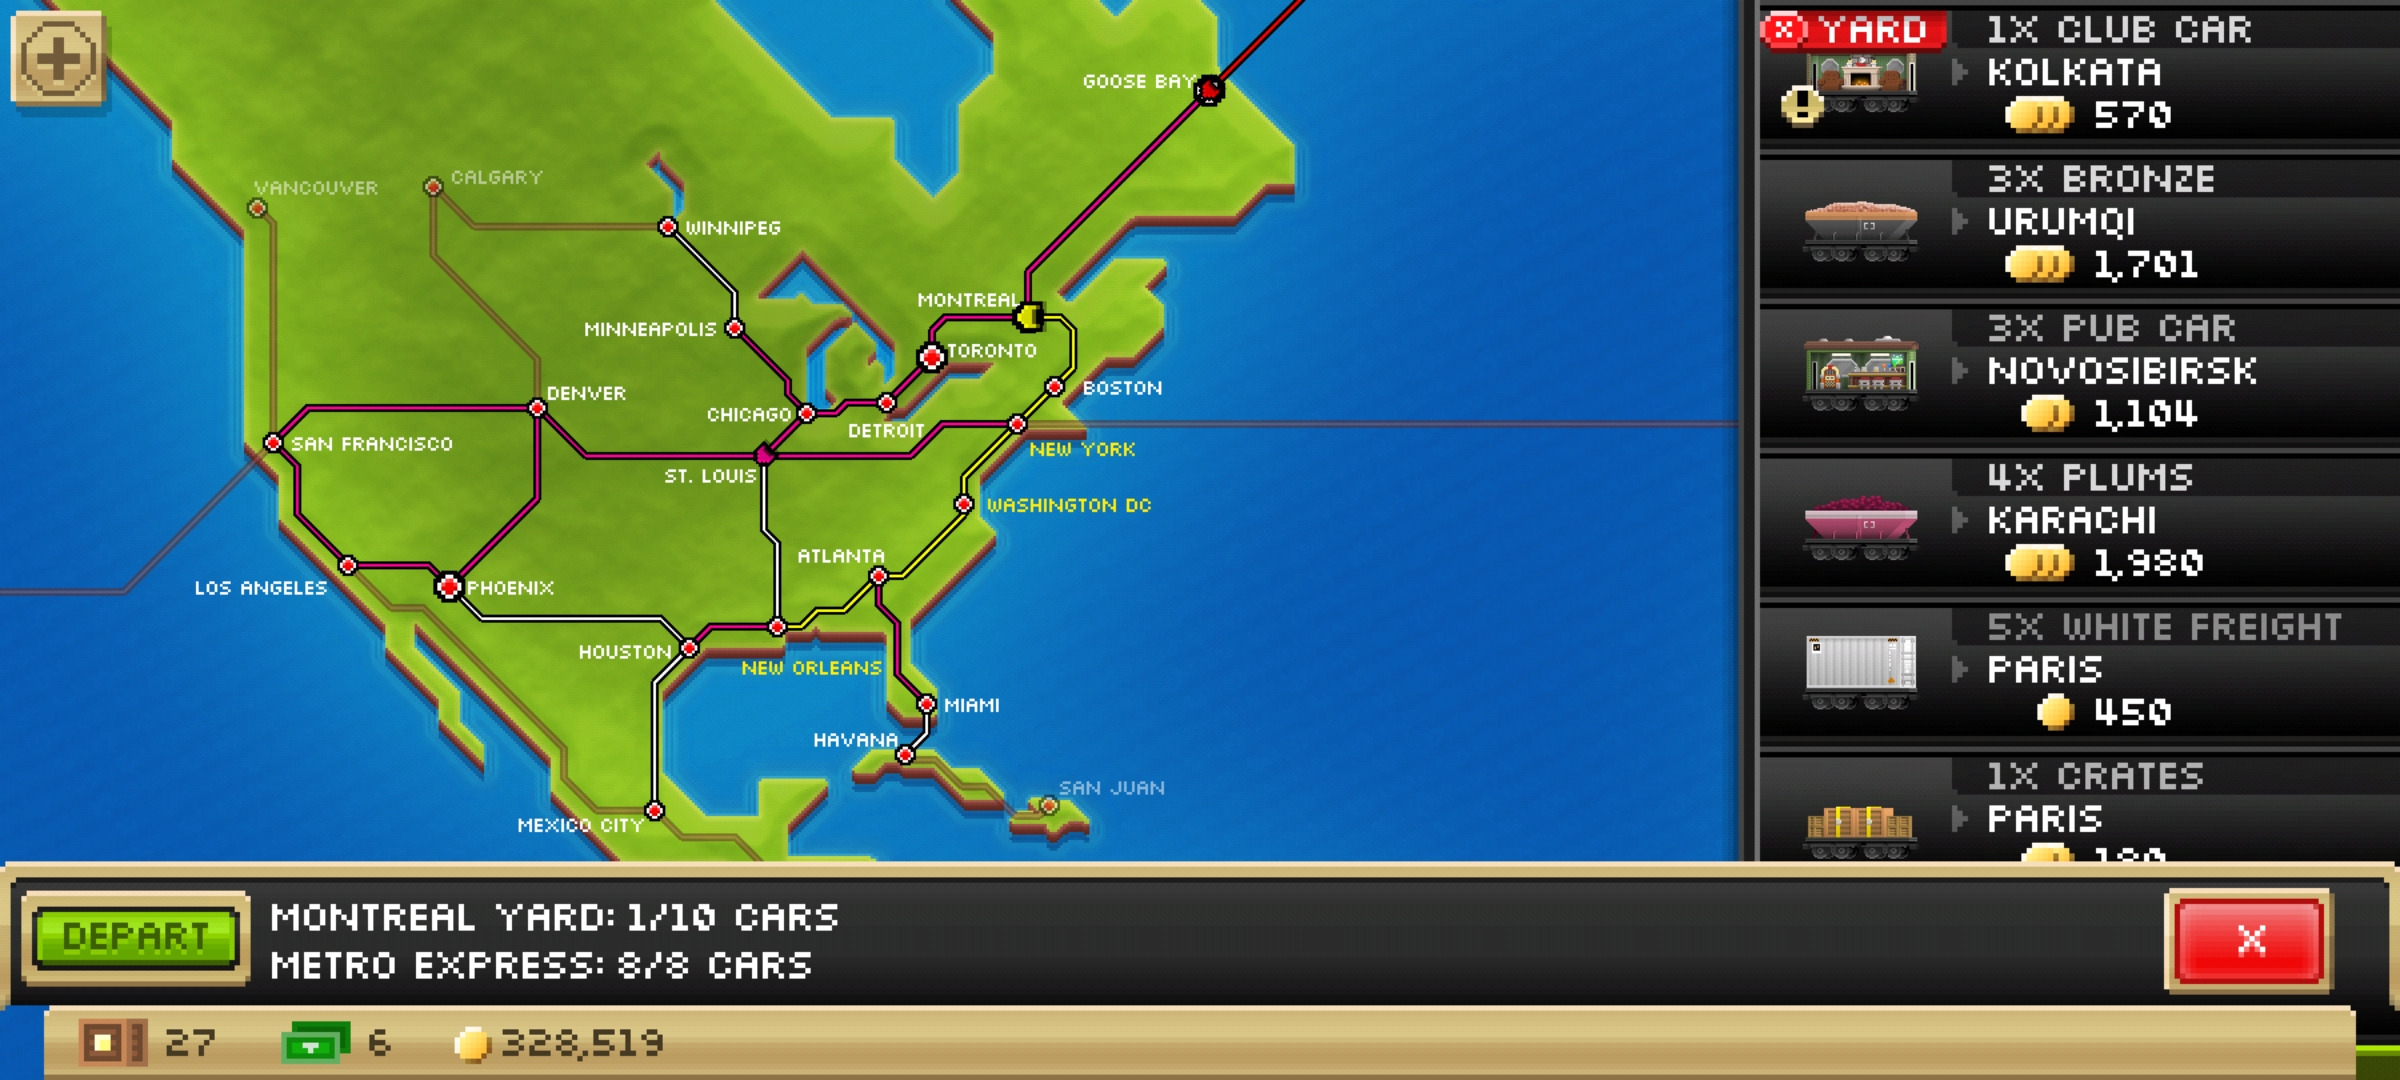 GOOSE BAY
VANCOUVER
CALGARY
WINNIPEG
MONTREAL
MINNEAPOLIS
TORONTO
DENVER
BOSTON
CHICAGO
DETROIT
SAN FRANCISCO
NEW YORK
ST. LOUIS
WASHINGTON DC
ATLANTA
LOS ANGELES
PHOENIX
HOUSTON
NEW ORLEANS
MIAMI
HAVANA
SAN JUAN
MEXICO CITY
YARD
1X CLUB CAR
KOLKATA
570
3X BRONZE
URUMQI
1,701
3X PUB CAR
NOVOSIBIRSK
1,104
4X PLUMS
KARACHI
1,980
5X WHITE FREIGHT
PARIS
450
1X CRATES
PARIS
DEPART
MONTREAL YARD: 1/10 CARS
METRO EXPRESS: 8/8 CARS
X
27
6
328,519